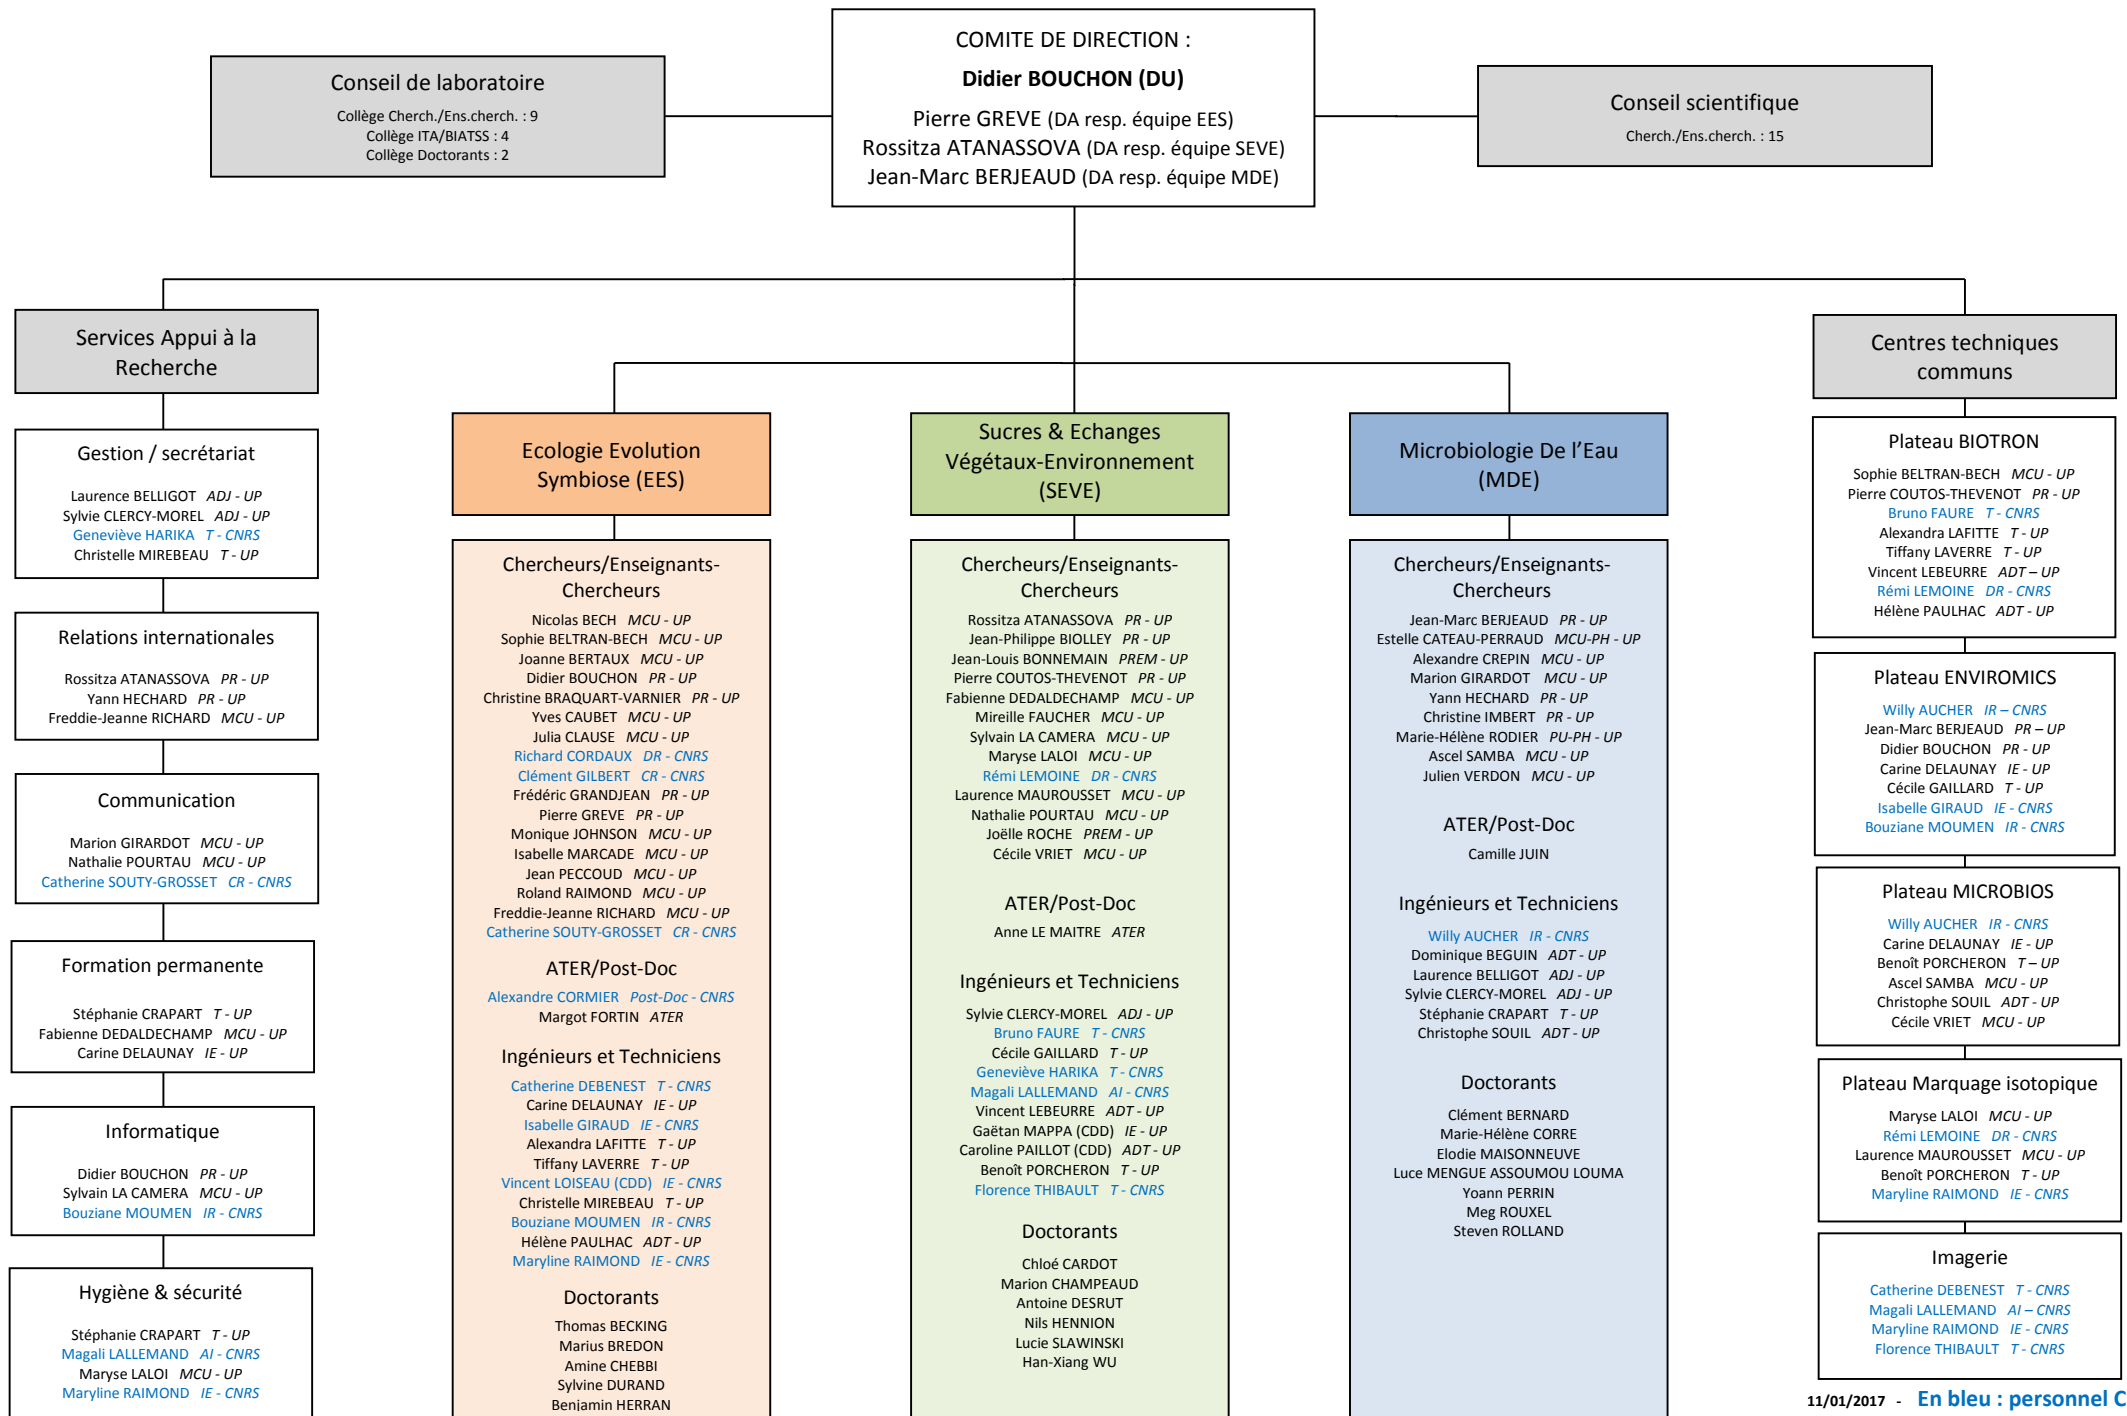 COMITE DE DIRECTION :
Didier BOUCHON (DU)
Pierre GREVE (DA resp. équipe EES)
Rossitza ATANASSOVA (DA resp. équipe SEVE)
Jean-Marc BERJEAUD (DA resp. équipe MDE)
Conseil de laboratoire
Collège Cherch./Ens.cherch. : 9
Collège ITA/BIATSS : 4
Collège Doctorants : 2
Conseil scientifique
Cherch./Ens.cherch. : 15
Services Appui à la
Recherche
Gestion / secrétariat
Laurence BELLIGOT ADJ - UP
Sylvie CLERCY-MOREL ADJ - UP
Geneviève HARIKA T - CNRS
Christelle MIREBEAU T - UP
Relations internationales
Rossitza ATANASSOVA PR - UP
Yann HECHARD PR - UP
Freddie-Jeanne RICHARD MCU - UP
Communication
Marion GIRARDOT MCU - UP
Nathalie POURTAU MCU - UP
Catherine SOUTY-GROSSET CR - CNRS
Formation permanente
Stéphanie CRAPART T - UP
Fabienne DEDALDECHAMP MCU - UP
Carine DELAUNAY IE - UP
Informatique
Didier BOUCHON PR - UP
Sylvain LA CAMERA MCU - UP
Bouziane MOUMEN IR - CNRS
Hygiène & sécurité
Stéphanie CRAPART T - UP
Magali LALLEMAND AI - CNRS
Maryse LALOI MCU - UP
Maryline RAIMOND IE - CNRS
Ecologie Evolution
Symbiose (EES)
Chercheurs/Enseignants-
Chercheurs
Nicolas BECH MCU - UP
Sophie BELTRAN-BECH MCU - UP
Joanne BERTAUX MCU - UP
Didier BOUCHON PR - UP
Christine BRAQUART-VARNIER PR - UP
Yves CAUBET MCU - UP
Julia CLAUSE MCU - UP
Richard CORDAUX DR - CNRS
Clément GILBERT CR - CNRS
Frédéric GRANDJEAN PR - UP
Pierre GREVE PR - UP
Monique JOHNSON MCU - UP
Isabelle MARCADE MCU - UP
Jean PECCOUD MCU - UP
Roland RAIMOND MCU - UP
Freddie-Jeanne RICHARD MCU - UP
Catherine SOUTY-GROSSET CR - CNRS
ATER/Post-Doc
Alexandre CORMIER Post-Doc - CNRS
Margot FORTIN ATER
Ingénieurs et Techniciens
Catherine DEBENEST T - CNRS
Carine DELAUNAY IE - UP
Isabelle GIRAUD IE - CNRS
Alexandra LAFITTE T - UP
Tiffany LAVERRE T - UP
Vincent LOISEAU (CDD) IE - CNRS
Christelle MIREBEAU T - UP
Bouziane MOUMEN IR - CNRS
Hélène PAULHAC ADT - UP
Maryline RAIMOND IE - CNRS
Doctorants
Thomas BECKING
Marius BREDON
Amine CHEBBI
Sylvine DURAND
Benjamin HERRAN
Sucres & Echanges
Végétaux-Environnement
(SEVE)
Chercheurs/Enseignants-
Chercheurs
Rossitza ATANASSOVA PR - UP
Jean-Philippe BIOLLEY PR - UP
Jean-Louis BONNEMAIN PREM - UP
Pierre COUTOS-THEVENOT PR - UP
Fabienne DEDALDECHAMP MCU - UP
Mireille FAUCHER MCU - UP
Sylvain LA CAMERA MCU - UP
Maryse LALOI MCU - UP
Rémi LEMOINE DR - CNRS
Laurence MAUROUSSET MCU - UP
Nathalie POURTAU MCU - UP
Joëlle ROCHE PREM - UP
Cécile VRIET MCU - UP
ATER/Post-Doc
Anne LE MAITRE ATER
Ingénieurs et Techniciens
Sylvie CLERCY-MOREL ADJ - UP
Bruno FAURE T - CNRS
Cécile GAILLARD T - UP
Geneviève HARIKA T - CNRS
Magali LALLEMAND AI - CNRS
Vincent LEBEURRE ADT - UP
Gaëtan MAPPA (CDD) IE - UP
Caroline PAILLOT (CDD) ADT - UP
Benoît PORCHERON T - UP
Florence THIBAULT T - CNRS
Doctorants
Chloé CARDOT
Marion CHAMPEAUD
Antoine DESRUT
Nils HENNION
Lucie SLAWINSKI
Han-Xiang WU
Microbiologie De l'Eau
(MDE)
Chercheurs/Enseignants-
Chercheurs
Jean-Marc BERJEAUD PR - UP
Estelle CATEAU-PERRAUD MCU-PH - UP
Alexandre CREPIN MCU - UP
Marion GIRARDOT MCU - UP
Yann HECHARD PR - UP
Christine IMBERT PR - UP
Marie-Hélène RODIER PU-PH - UP
Ascel SAMBA MCU - UP
Julien VERDON MCU - UP
ATER/Post-Doc
Camille JUIN
Ingénieurs et Techniciens
Willy AUCHER IR - CNRS
Dominique BEGUIN ADT - UP
Laurence BELLIGOT ADJ - UP
Sylvie CLERCY-MOREL ADJ - UP
Stéphanie CRAPART T - UP
Christophe SOUIL ADT - UP
Doctorants
Clément BERNARD
Marie-Hélène CORRE
Elodie MAISONNEUVE
Luce MENGUE ASSOUMOU LOUMA
Yoann PERRIN
Meg ROUXEL
Steven ROLLAND
Centres techniques
communs
Plateau BIOTRON
Sophie BELTRAN-BECH MCU - UP
Pierre COUTOS-THEVENOT PR - UP
Bruno FAURE T - CNRS
Alexandra LAFITTE T - UP
Tiffany LAVERRE T - UP
Vincent LEBEURRE ADT – UP
Rémi LEMOINE DR - CNRS
Hélène PAULHAC ADT - UP
Plateau ENVIROMICS
Willy AUCHER IR – CNRS
Jean-Marc BERJEAUD PR – UP
Didier BOUCHON PR - UP
Carine DELAUNAY IE - UP
Cécile GAILLARD T - UP
Isabelle GIRAUD IE - CNRS
Bouziane MOUMEN IR - CNRS
Plateau MICROBIOS
Willy AUCHER IR - CNRS
Carine DELAUNAY IE - UP
Benoît PORCHERON T – UP
Ascel SAMBA MCU - UP
Christophe SOUIL ADT - UP
Cécile VRIET MCU - UP
Plateau Marquage isotopique
Maryse LALOI MCU - UP
Rémi LEMOINE DR - CNRS
Laurence MAUROUSSET MCU - UP
Benoît PORCHERON T - UP
Maryline RAIMOND IE - CNRS
Imagerie
Catherine DEBENEST T - CNRS
Magali LALLEMAND AI – CNRS
Maryline RAIMOND IE - CNRS
Florence THIBAULT T - CNRS
11/01/2017 - En bleu : personnel C